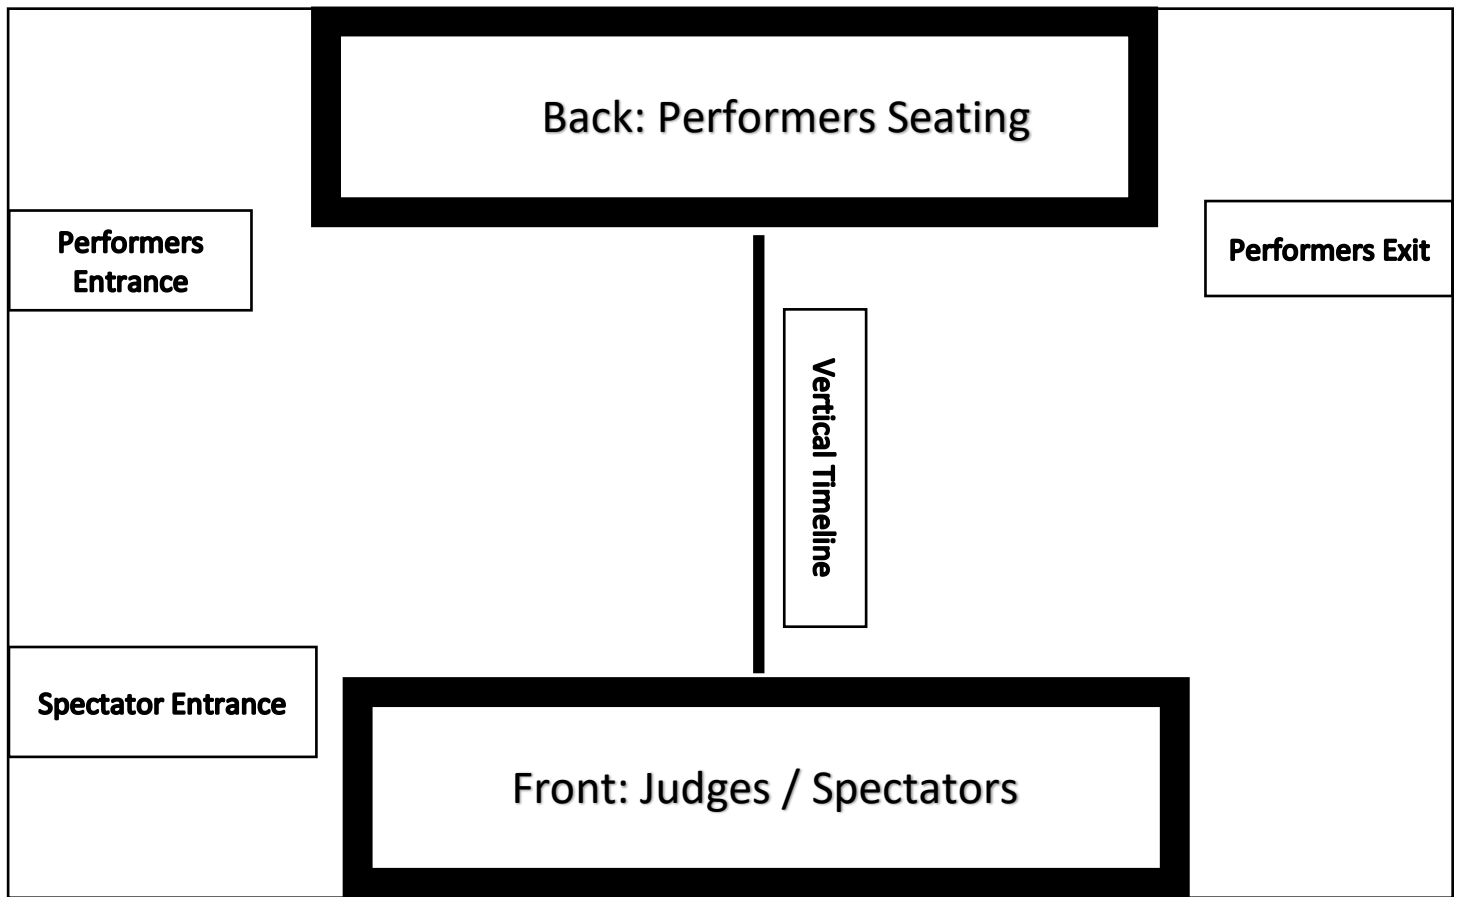 Back: Performers Seating
Performers
Entrance
Performers Exit
Vertical Timeline
Spectator Entrance
Front: Judges / Spectators